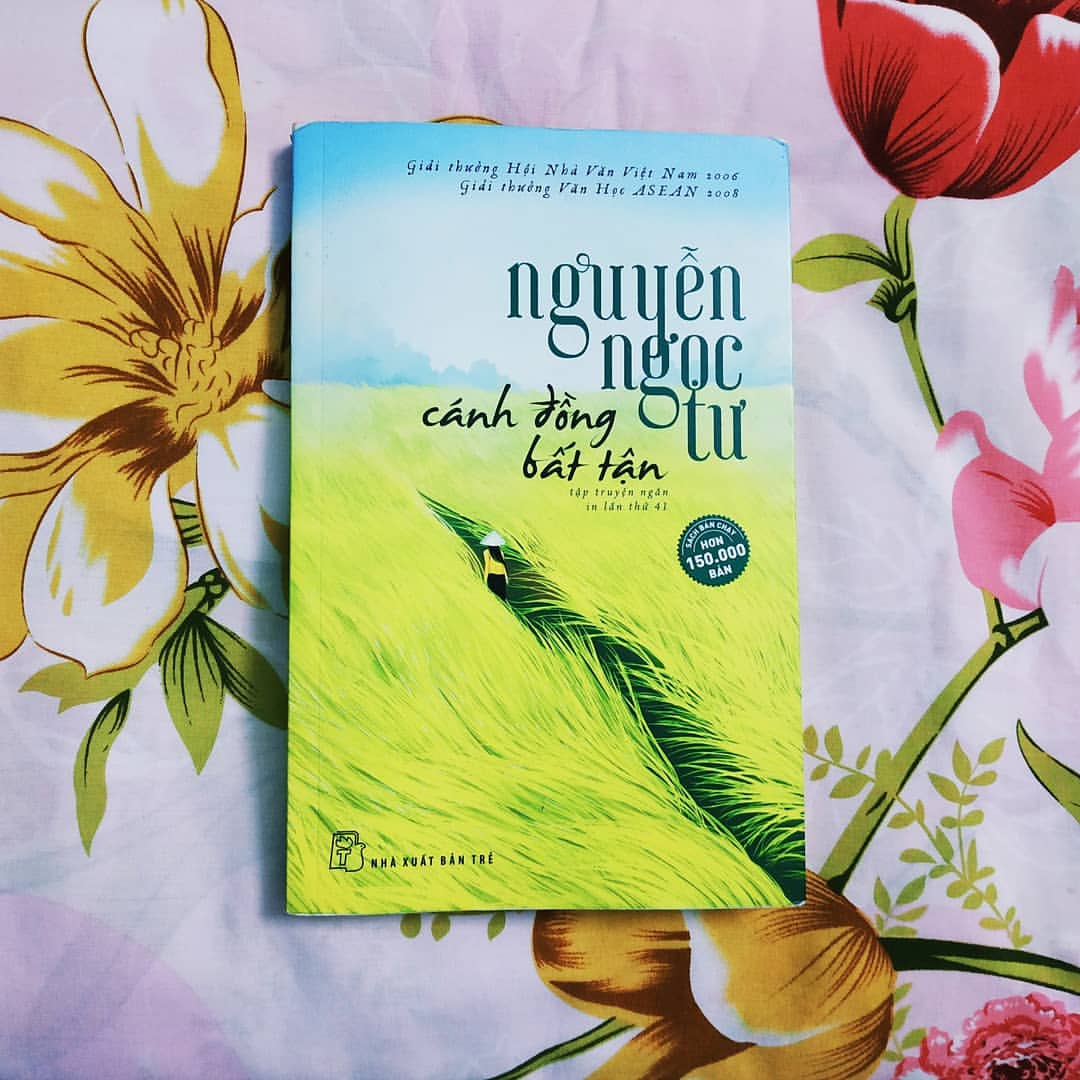 Giải thưởng Hội Nhà Văn Việt Nam 2006
Giải thưởng Văn Học ASEAN 2008
nguyễn
ngọc
tư
cánh đồng
bất tận
tập truyện ngắn
in lần thứ 41
SÁCH BÁN CHẠY
HƠN
150.000
BẢN
NHÀ XUẤT BẢN TRẺ